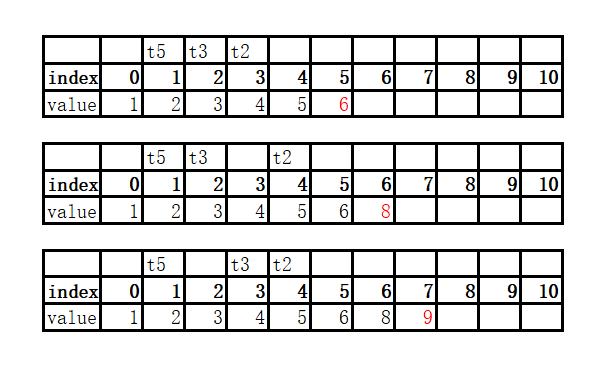 t5 t3 t2
index 0 1 2 3 4 5 6 7 8 9 10
value 1 2 3 4 5 6
t5 t3 t2
index 0 1 2 3 4 5 6 7 8 9 10
value 1 2 3 4 5 6 8
t5 t3 t2
index 0 1 2 3 4 5 6 7 8 9 10
value 1 2 3 4 5 6 8 9